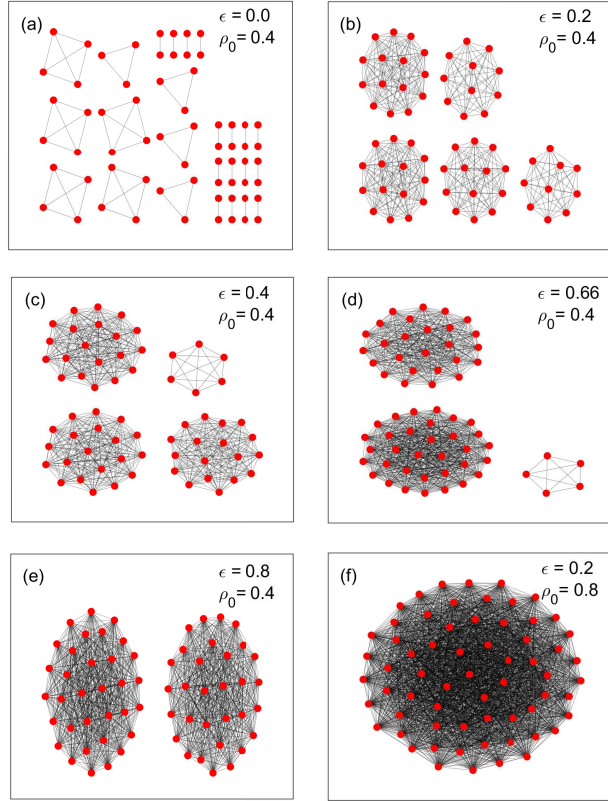 (a)
ϵ = 0.0
ρ₀ = 0.4
(b)
ϵ = 0.2
ρ₀ = 0.4
(c)
ϵ = 0.4
ρ₀ = 0.4
(d)
ϵ = 0.66
ρ₀ = 0.4
(e)
ϵ = 0.8
ρ₀ = 0.4
(f)
ϵ = 0.2
ρ₀ = 0.8